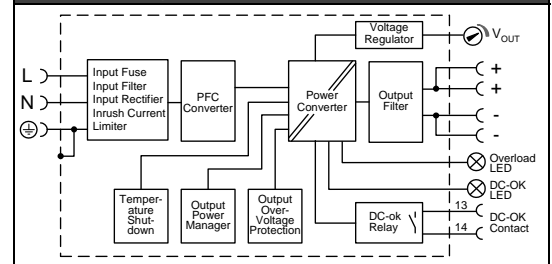 Voltage
Regulator
VOUT
L
N
Input Fuse
Input Filter
Input Rectifier
Inrush Current
Limiter
PFC
Converter
Power
Converter
Output
Filter
+
+
-
-
Overload
LED
DC-OK
LED
Temper-
ature
Shut-
down
Output
Power
Manager
Output
Over-
Voltage
Protection
DC-ok
Relay
13
14
DC-OK
Contact